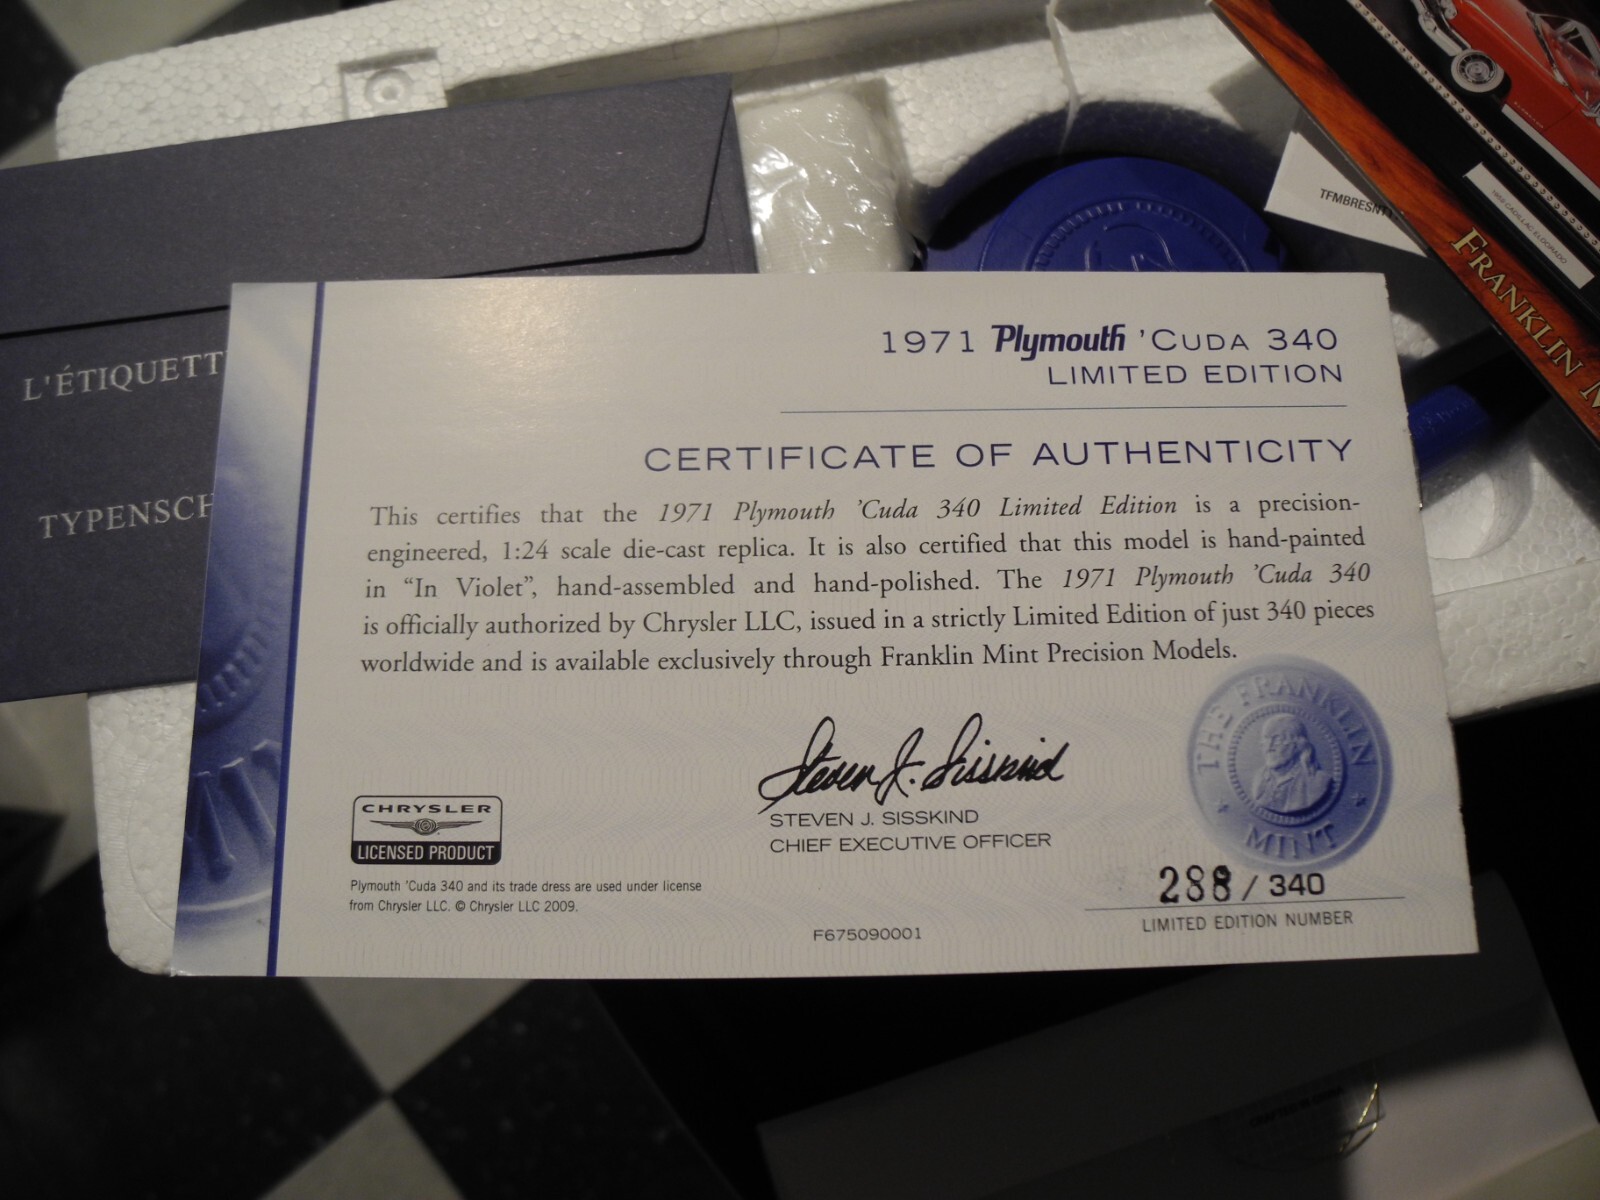 L'ÉTIQUETT
TYPENSCH
TFMBRESNT
1959 CADILLAC ELDORADO
FRANKLIN M
1971 Plymouth 'CUDA 340
LIMITED EDITION
CERTIFICATE OF AUTHENTICITY
This certifies that the 1971 Plymouth 'Cuda 340 Limited Edition is a precision-
engineered, 1:24 scale die-cast replica. It is also certified that this model is hand-painted
in “In Violet”, hand-assembled and hand-polished. The 1971 Plymouth 'Cuda 340
is officially authorized by Chrysler LLC, issued in a strictly Limited Edition of just 340 pieces
worldwide and is available exclusively through Franklin Mint Precision Models.
THE FRANKLIN
MINT
Steven J. Sisskind
STEVEN J. SISSKIND
CHIEF EXECUTIVE OFFICER
CHRYSLER
LICENSED PRODUCT
Plymouth 'Cuda 340 and its trade dress are used under license
from Chrysler LLC. © Chrysler LLC 2009.
288 / 340
LIMITED EDITION NUMBER
F675090001